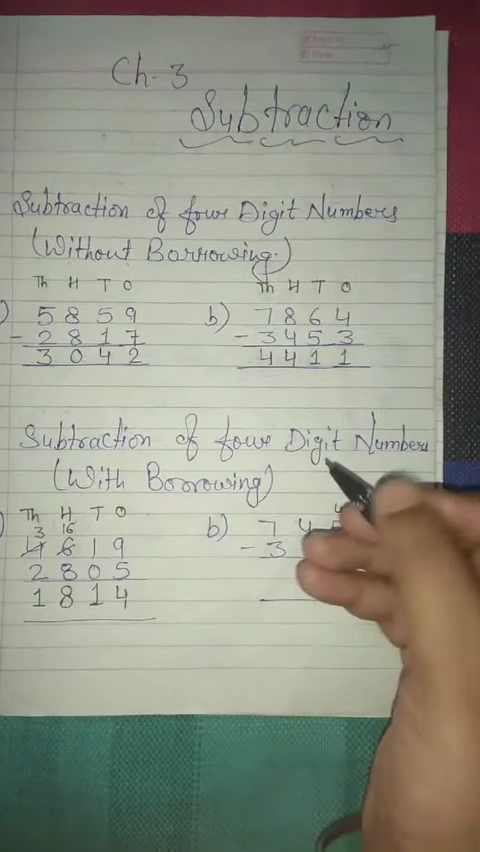 Ch-3
Subtraction
Subtraction of four Digit Numbers
(Without Borrowing.)
Th H T O
5 8 5 9
- 2 8 1 7
3 0 4 2
b) Th H T O
7 8 6 4
- 3 4 5 3
4 4 1 1
Subtraction of four Digit Numbers
(With Borrowing)
Th H T O
3 16
4 6 1 9
2 8 0 5
1 8 1 4
b) 7 4
- 3